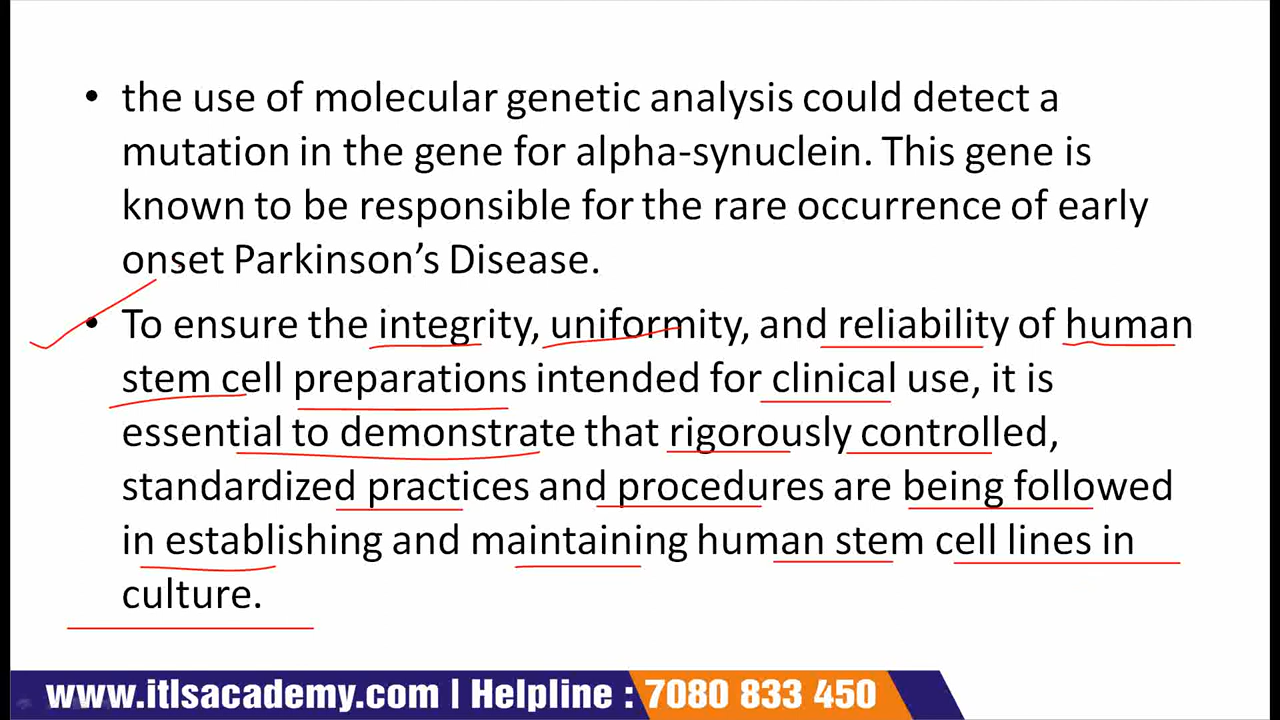 • the use of molecular genetic analysis could detect a
mutation in the gene for alpha-synuclein. This gene is
known to be responsible for the rare occurrence of early
onset Parkinson’s Disease.
• To ensure the integrity, uniformity, and reliability of human
stem cell preparations intended for clinical use, it is
essential to demonstrate that rigorously controlled,
standardized practices and procedures are being followed
in establishing and maintaining human stem cell lines in
culture.
www.itlsacademy.com | Helpline : 7080 833 450